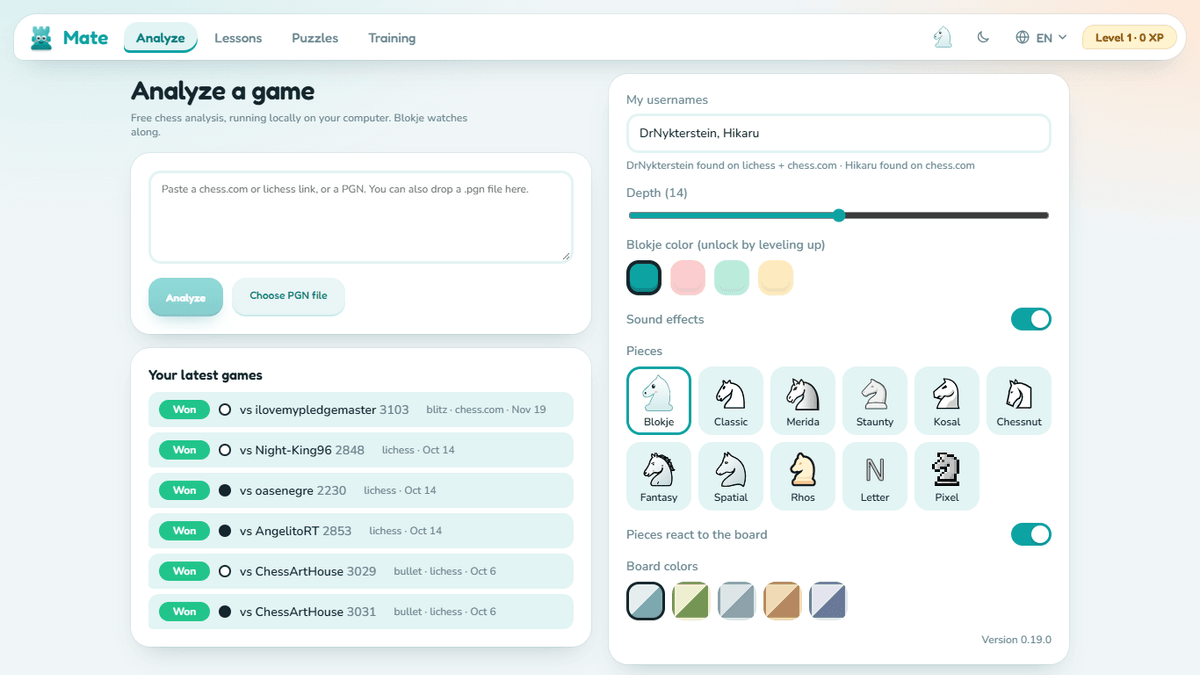 Mate
Analyze
Lessons
Puzzles
Training
EN
Level 1 · 0 XP
Analyze a game
Free chess analysis, running locally on your computer. Blokje watches
along.
Paste a chess.com or lichess link, or a PGN. You can also drop a .pgn file here.
Analyze
Choose PGN file
Your latest games
Won vs ilovemypledgemaster 3103 blitz · chess.com · Nov 19
Won vs Night-King96 2848 lichess · Oct 14
Won vs oasenegre 2230 lichess · Oct 14
Won vs AngelitoRT 2853 lichess · Oct 14
Won vs ChessArtHouse 3029 bullet · lichess · Oct 6
Won vs ChessArtHouse 3031 bullet · lichess · Oct 6
My usernames
DrNykterstein, Hikaru
DrNykterstein found on lichess + chess.com · Hikaru found on chess.com
Depth (14)
Blokje color (unlock by leveling up)
Sound effects
Pieces
Blokje
Classic
Merida
Staunty
Kosal
Chessnut
Fantasy
Spatial
Rhos
N
Letter
Pixel
Pieces react to the board
Board colors
Version 0.19.0